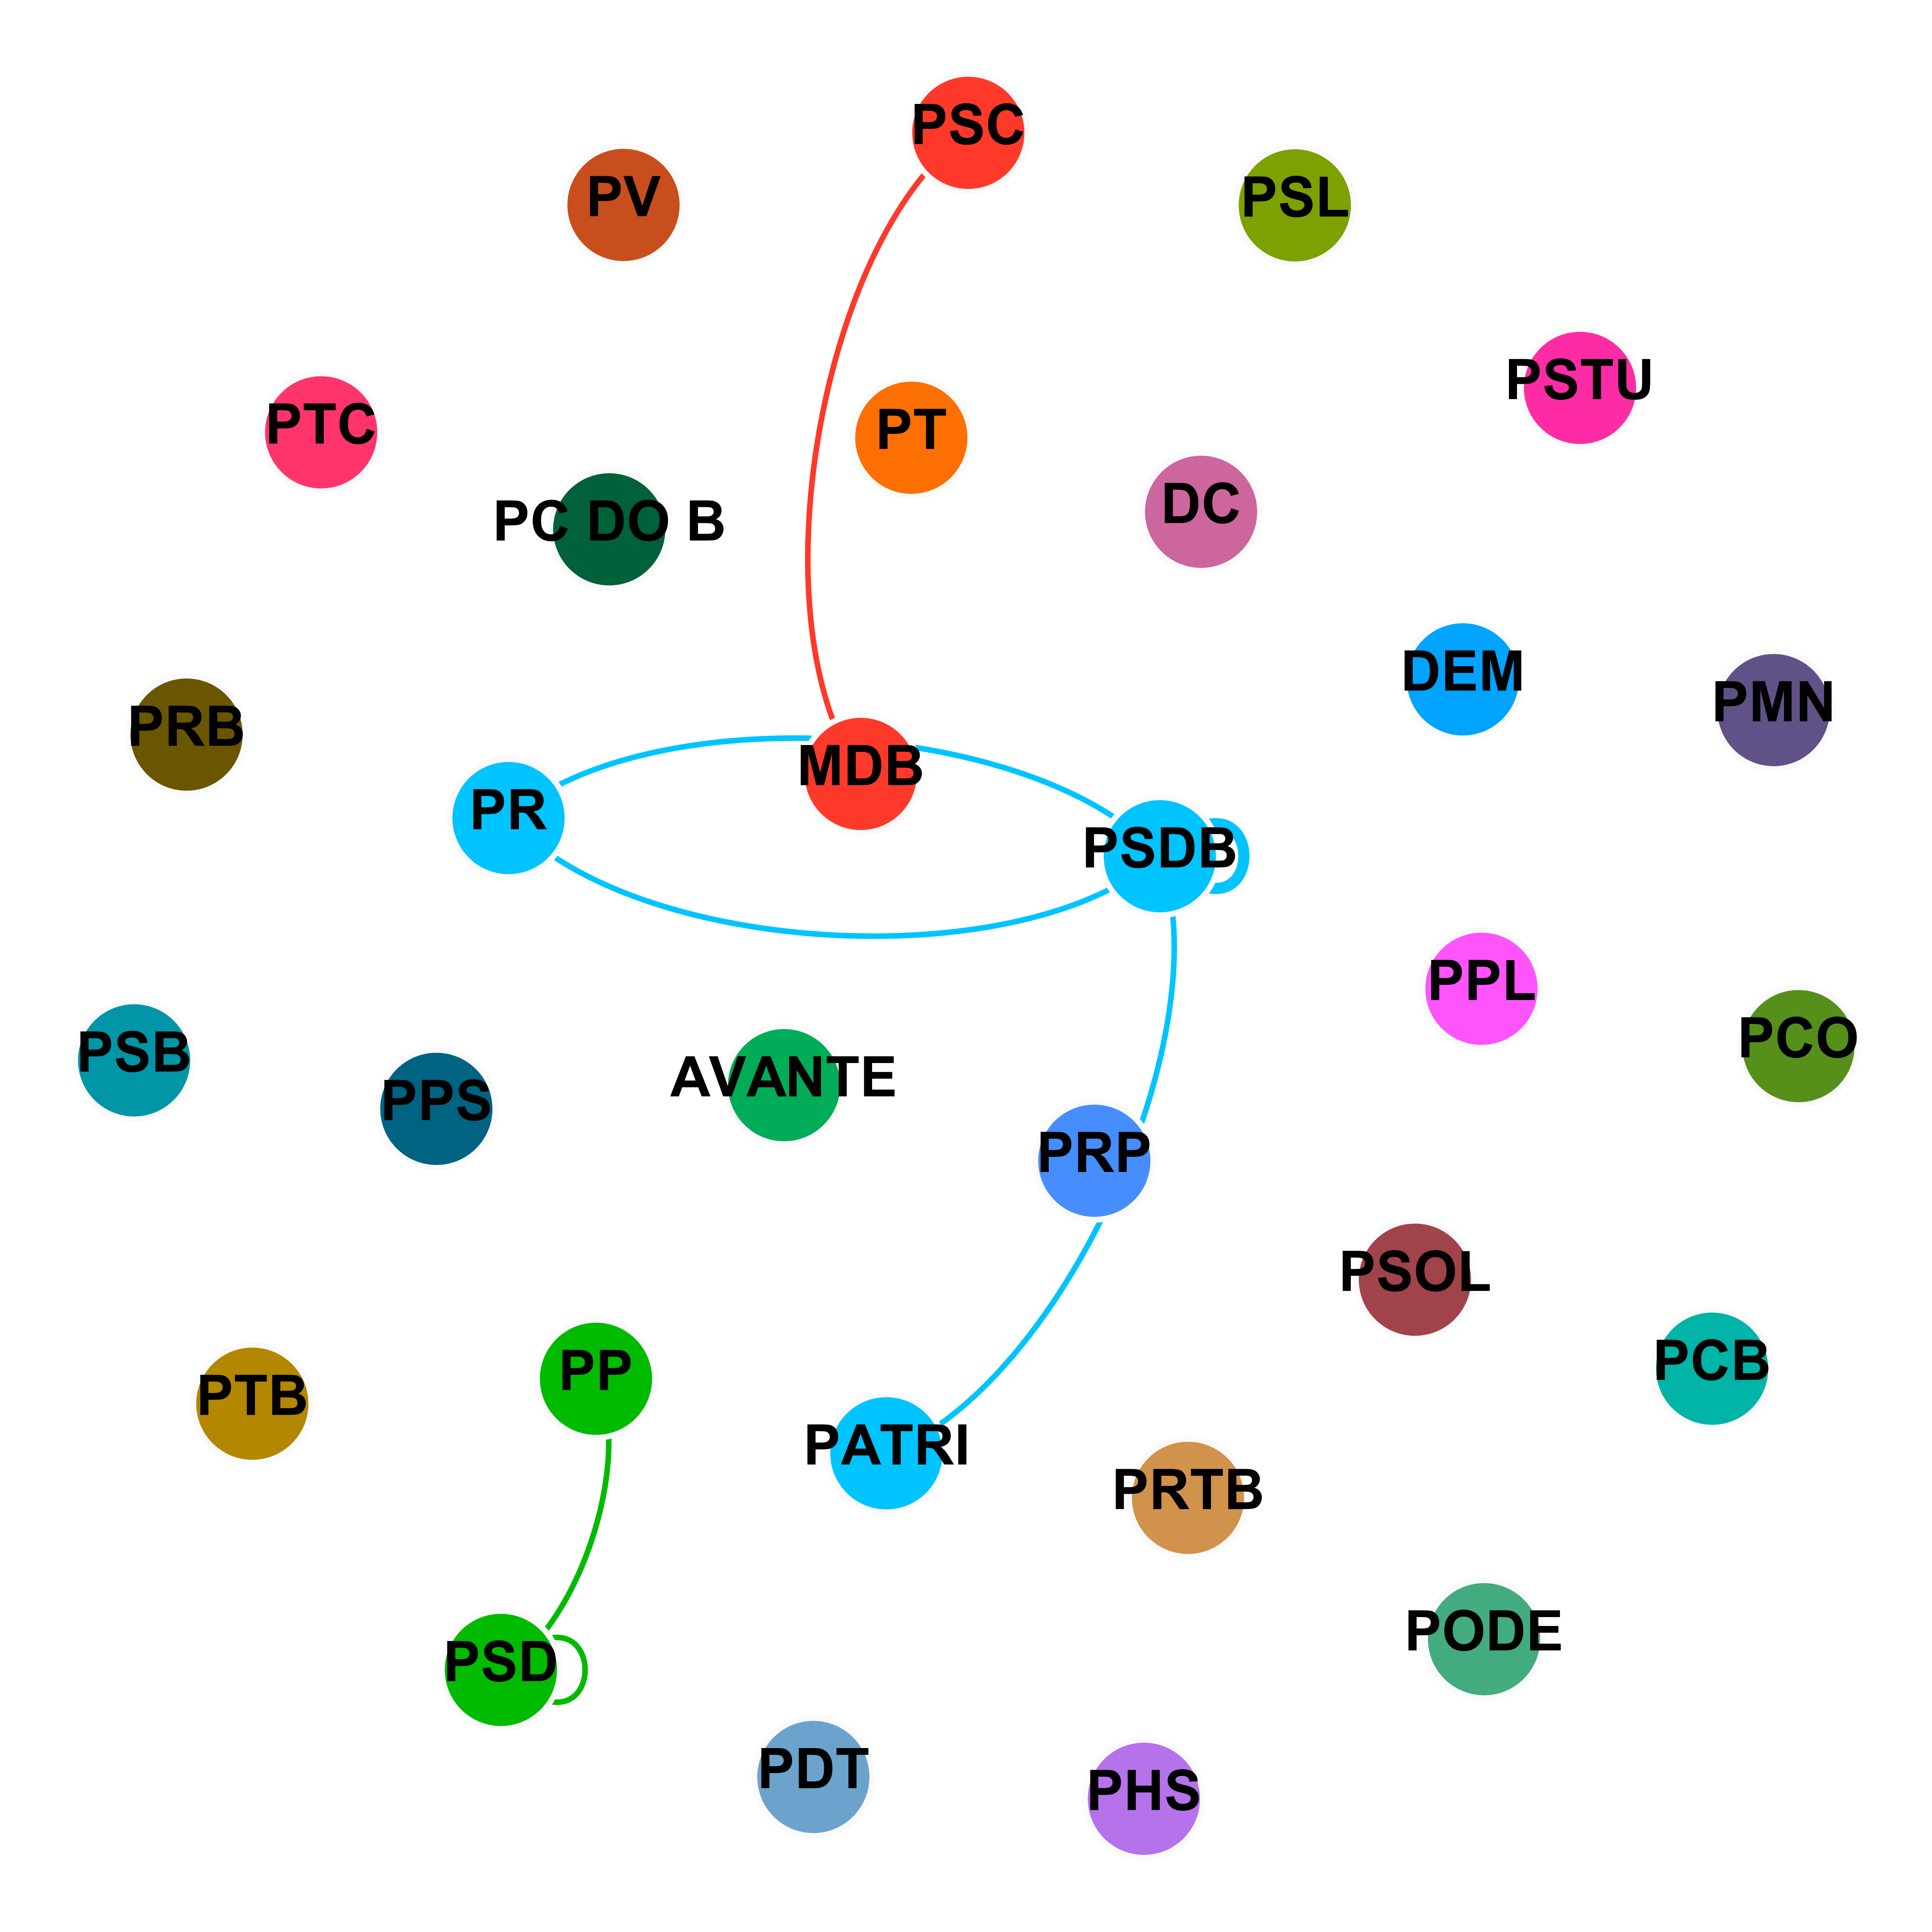 PSC
PV
PSL
PSTU
PTC
PT
DC
PC DO B
DEM
PMN
PRB
MDB
PR
PSDB
PPL
PCO
PSB
AVANTE
PPS
PRP
PSOL
PCB
PP
PTB
PATRI
PRTB
PODE
PSD
PDT
PHS